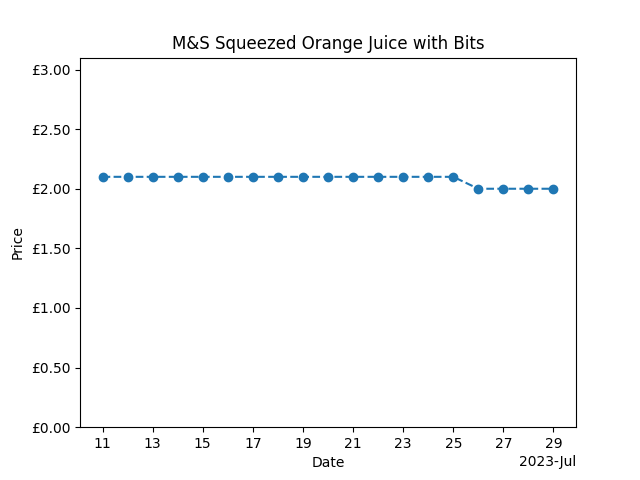 M&S Squeezed Orange Juice with Bits
£3.00
£2.50
£2.00
£1.50
£1.00
£0.50
£0.00
Price
11 13 15 17 19 21 23 25 27 29
Date
2023-Jul